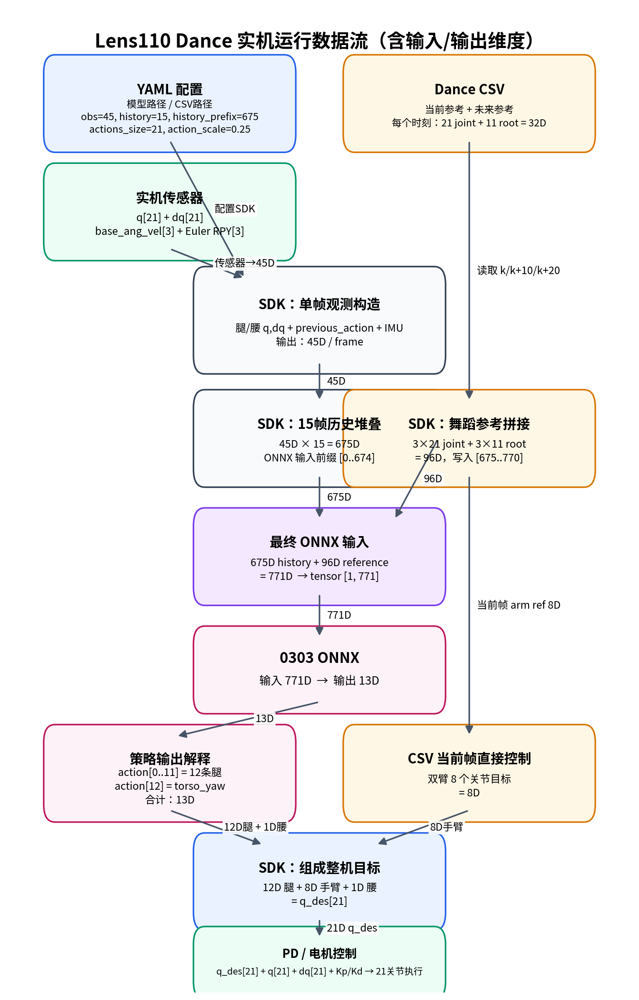 Lens110 Dance 实机运行数据流（含输入/输出维度）
YAML 配置
模型路径 / CSV路径
obs=45, history=15, history_prefix=675
actions_size=21, action_scale=0.25
Dance CSV
当前参考 + 未来参考
每个时刻：21 joint + 11 root = 32D
实机传感器
q[21] + dq[21]
base_ang_vel[3] + Euler RPY[3]
配置SDK
传感器→45D
读取 k/k+10/k+20
SDK：单帧观测构造
腿/腰 q,dq + previous_action + IMU
输出：45D / frame
45D
SDK：15帧历史堆叠
45D × 15 = 675D
ONNX 输入前缀 [0..674]
SDK：舞蹈参考拼接
3×21 joint + 3×11 root
= 96D，写入 [675..770]
96D
675D
最终 ONNX 输入
675D history + 96D reference
= 771D → tensor [1, 771]
当前帧 arm ref 8D
771D
0303 ONNX
输入 771D → 输出 13D
13D
策略输出解释
action[0..11] = 12条腿
action[12] = torso_yaw
合计：13D
CSV 当前帧直接控制
双臂 8 个关节目标
= 8D
12D腿 + 1D腰
8D手臂
SDK：组成整机目标
12D 腿 + 8D 手臂 + 1D 腰
= q_des[21]
21D q_des
PD / 电机控制
q_des[21] + q[21] + dq[21] + Kp/Kd → 21关节执行